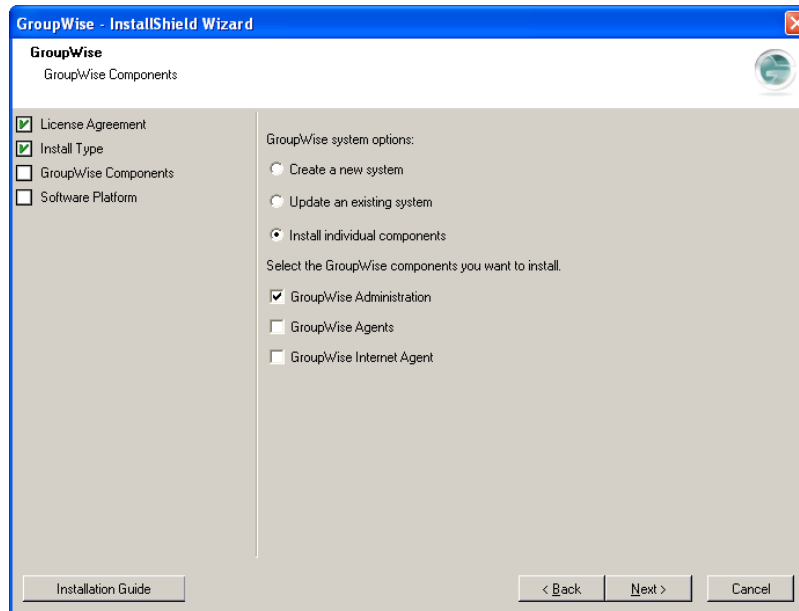 GroupWise - InstallShield Wizard
GroupWise
GroupWise Components
License Agreement
Install Type
GroupWise Components
Software Platform
GroupWise system options:
Create a new system
Update an existing system
Install individual components
Select the GroupWise components you want to install.
GroupWise Administration
GroupWise Agents
GroupWise Internet Agent
Installation Guide
< Back
Next >
Cancel